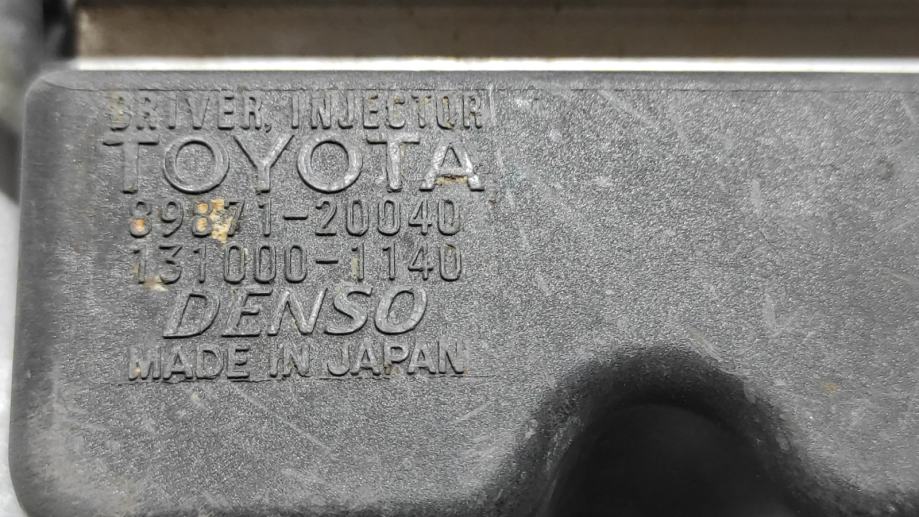 DRIVER, INJECTOR
TOYOTA
89871-20040
131000-1140
DENSO
MADE IN JAPAN